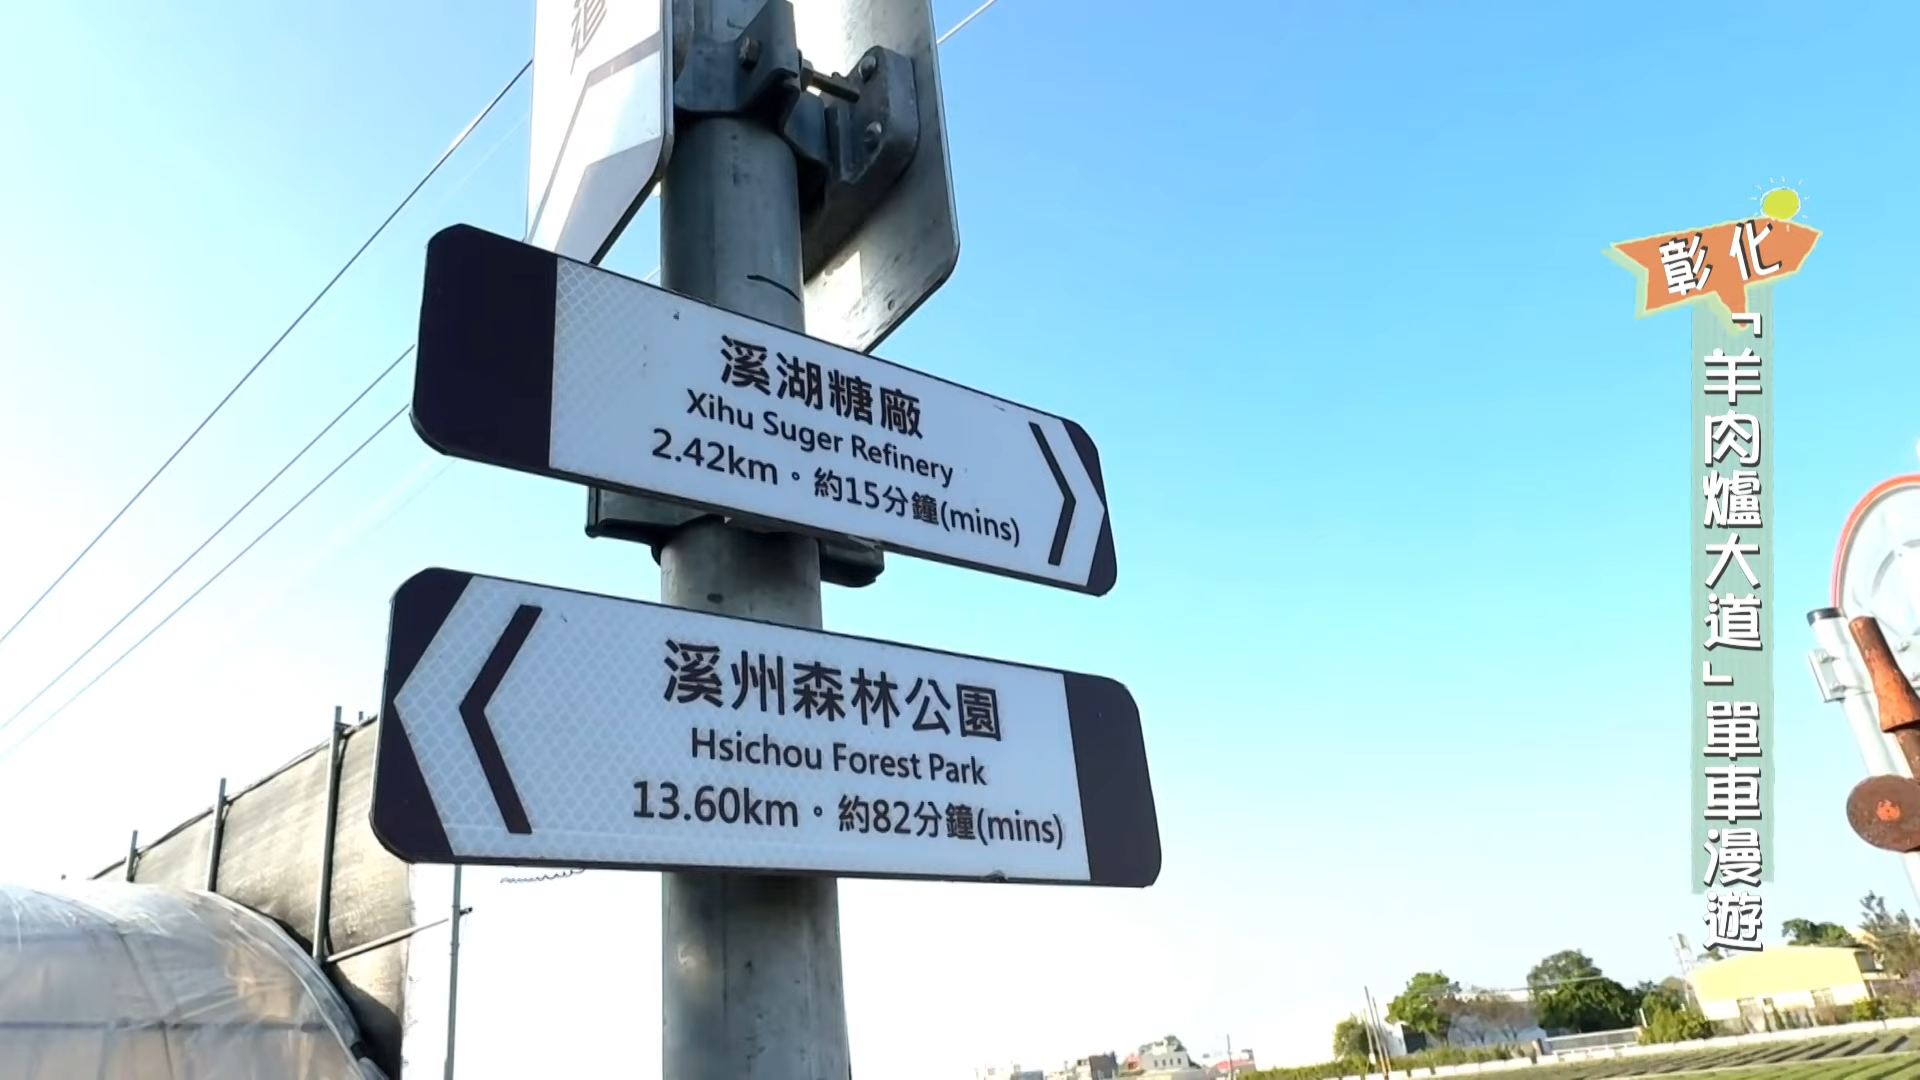 道
溪湖糖廠
Xihu Suger Refinery
2.42km。約15分鐘(mins)
溪州森林公園
Hsichou Forest Park
13.60km。約82分鐘(mins)
彰化
「羊肉爐大道」單車漫遊